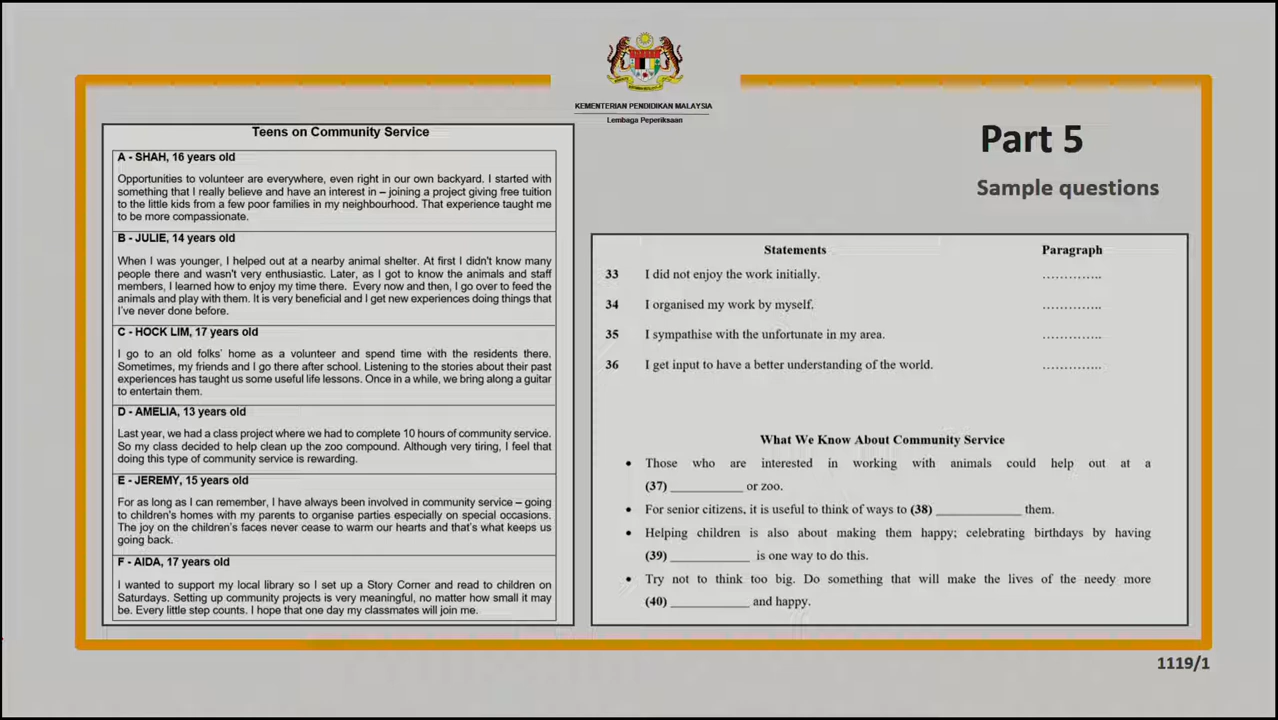 KEMENTERIAN PENDIDIKAN MALAYSIA
Lembaga Peperiksaan
Teens on Community Service
A - SHAH, 16 years old
Opportunities to volunteer are everywhere, even right in our own backyard. I started with
something that I really believe and have an interest in – joining a project giving free tuition
to the little kids from a few poor families in my neighbourhood. That experience taught me
to be more compassionate.
B - JULIE, 14 years old
When I was younger, I helped out at a nearby animal shelter. At first I didn't know many
people there and wasn't very enthusiastic. Later, as I got to know the animals and staff
members, I learned how to enjoy my time there. Every now and then, I go over to feed the
animals and play with them. It is very beneficial and I get new experiences doing things that
I've never done before.
C - HOCK LIM, 17 years old
I go to an old folks' home as a volunteer and spend time with the residents there.
Sometimes, my friends and I go there after school. Listening to the stories about their past
experiences has taught us some useful life lessons. Once in a while, we bring along a guitar
to entertain them.
D - AMELIA, 13 years old
Last year, we had a class project where we had to complete 10 hours of community service.
So my class decided to help clean up the zoo compound. Although very tiring, I feel that
doing this type of community service is rewarding.
E - JEREMY, 15 years old
For as long as I can remember, I have always been involved in community service – going
to children's homes with my parents to organise parties especially on special occasions.
The joy on the children's faces never cease to warm our hearts and that's what keeps us
going back.
F - AIDA, 17 years old
I wanted to support my local library so I set up a Story Corner and read to children on
Saturdays. Setting up community projects is very meaningful, no matter how small it may
be. Every little step counts. I hope that one day my classmates will join me.
Part 5
Sample questions
Statements Paragraph
33 I did not enjoy the work initially. …………..
34 I organised my work by myself. …………..
35 I sympathise with the unfortunate in my area. …………..
36 I get input to have a better understanding of the world. …………..
What We Know About Community Service
• Those who are interested in working with animals could help out at a
(37) __________ or zoo.
• For senior citizens, it is useful to think of ways to (38) ____________ them.
• Helping children is also about making them happy; celebrating birthdays by having
(39) ___________ is one way to do this.
• Try not to think too big. Do something that will make the lives of the needy more
(40) ___________ and happy.
1119/1